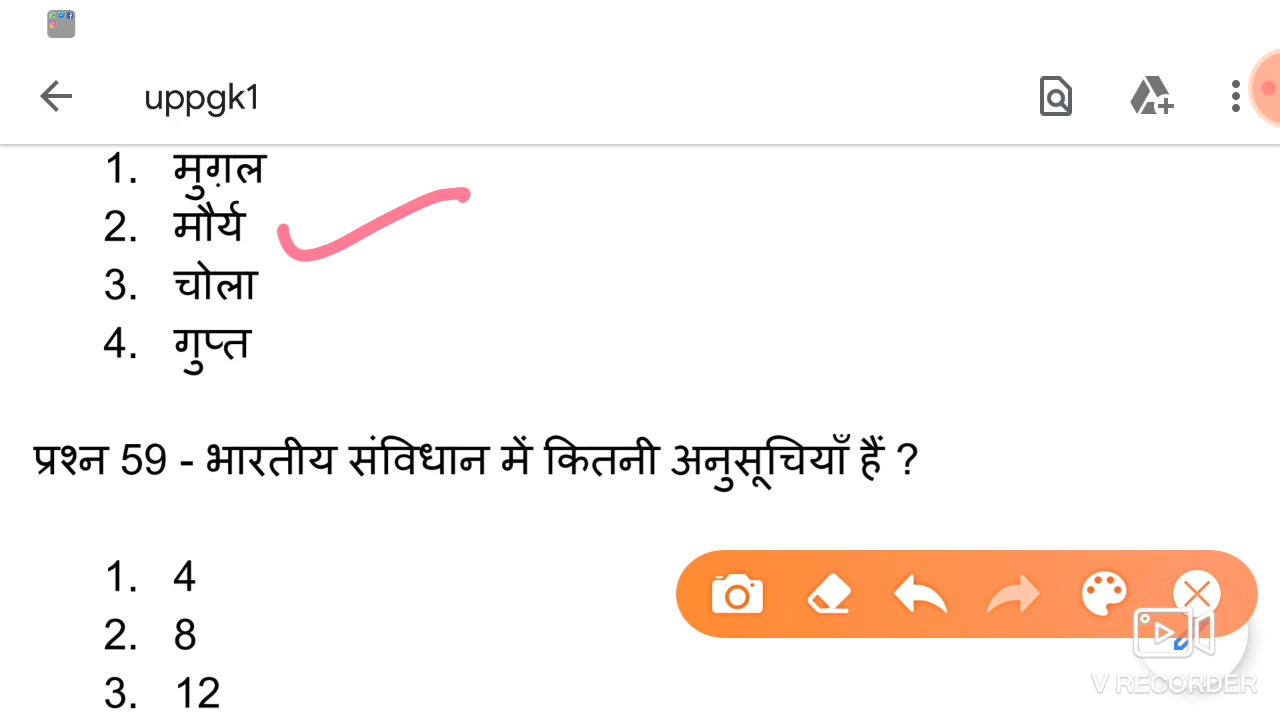 uppgk1
1. मुग़ल
2. मौर्य
3. चोला
4. गुप्त
प्रश्न 59 - भारतीय संविधान में कितनी अनुसूचियाँ हैं ?
1. 4
2. 8
3. 12
V RECORDER